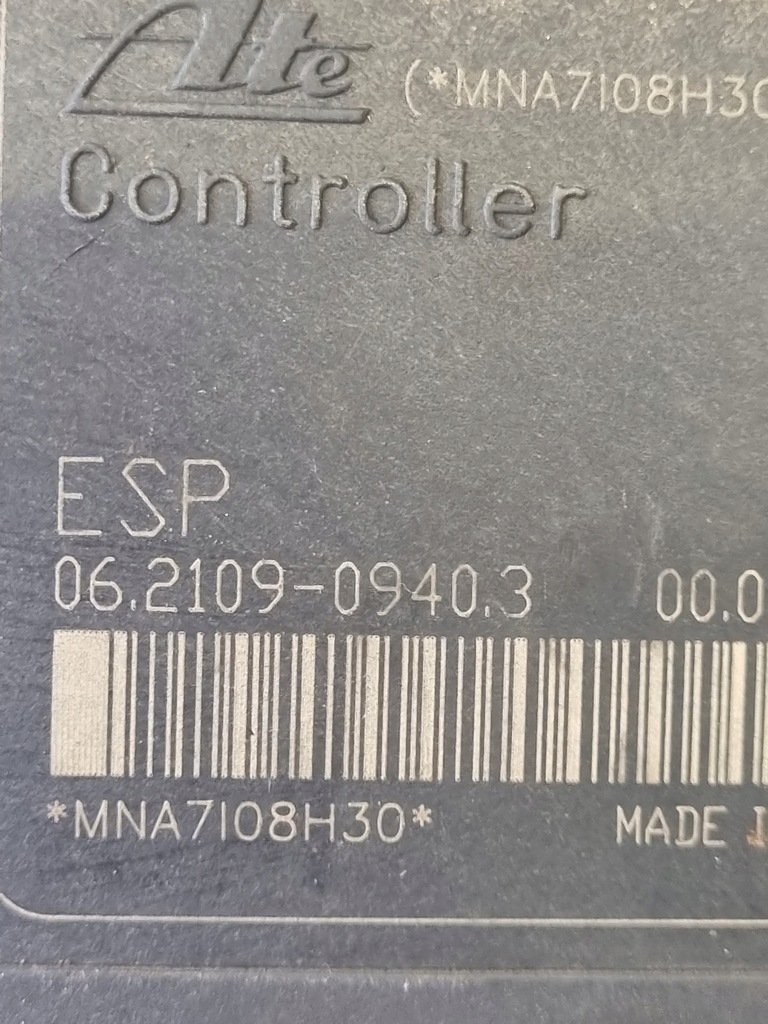 Ate (*MNA7108H30
Controller
ESP
06.2109-0940.3 00.0
*MNA7108H30*
MADE